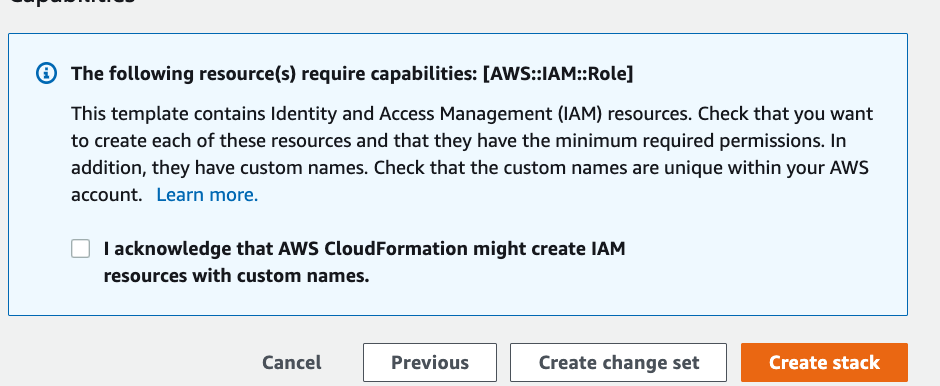 Capabilities
The following resource(s) require capabilities: [AWS::IAM::Role]
This template contains Identity and Access Management (IAM) resources. Check that you want
to create each of these resources and that they have the minimum required permissions. In
addition, they have custom names. Check that the custom names are unique within your AWS
account. Learn more.
I acknowledge that AWS CloudFormation might create IAM
resources with custom names.
Cancel Previous Create change set Create stack